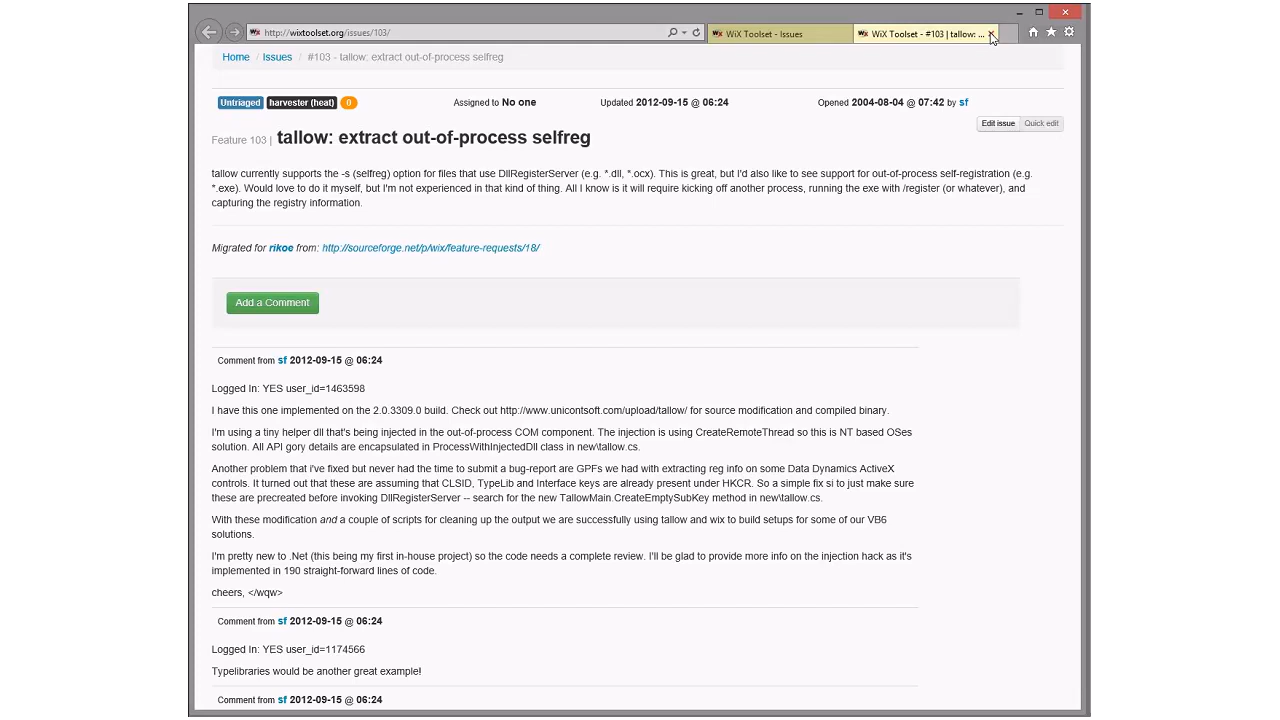 http://wixtoolset.org/issues/103/
WiX Toolset - Issues
WiX Toolset - #103 | tallow: ...
Home / Issues / #103 - tallow: extract out-of-process selfreg
Untriaged harvester (heat) 0 Assigned to No one Updated 2012-09-15 @ 06:24 Opened 2004-08-04 @ 07:42 by sf
Edit issue Quick edit
Feature 103 | tallow: extract out-of-process selfreg
tallow currently supports the -s (selfreg) option for files that use DllRegisterServer (e.g. *.dll, *.ocx). This is great, but I'd also like to see support for out-of-process self-registration (e.g.
*.exe). Would love to do it myself, but I'm not experienced in that kind of thing. All I know is it will require kicking off another process, running the exe with /register (or whatever), and
capturing the registry information.
Migrated for rikoe from: http://sourceforge.net/p/wix/feature-requests/18/
Add a Comment
Comment from sf 2012-09-15 @ 06:24
Logged In: YES user_id=1463598
I have this one implemented on the 2.0.3309.0 build. Check out http://www.unicontsoft.com/upload/tallow/ for source modification and compiled binary.
I'm using a tiny helper dll that's being injected in the out-of-process COM component. The injection is using CreateRemoteThread so this is NT based OSes
solution. All API gory details are encapsulated in ProcessWithInjectedDll class in new\tallow.cs.
Another problem that i've fixed but never had the time to submit a bug-report are GPFs we had with extracting reg info on some Data Dynamics ActiveX
controls. It turned out that these are assuming that CLSID, TypeLib and Interface keys are already present under HKCR. So a simple fix si to just make sure
these are precreated before invoking DllRegisterServer -- search for the new TallowMain.CreateEmptySubKey method in new\tallow.cs.
With these modification and a couple of scripts for cleaning up the output we are successfully using tallow and wix to build setups for some of our VB6
solutions.
I'm pretty new to .Net (this being my first in-house project) so the code needs a complete review. I'll be glad to provide more info on the injection hack as it's
implemented in 190 straight-forward lines of code.
cheers, </wqw>
Comment from sf 2012-09-15 @ 06:24
Logged In: YES user_id=1174566
Typelibraries would be another great example!
Comment from sf 2012-09-15 @ 06:24